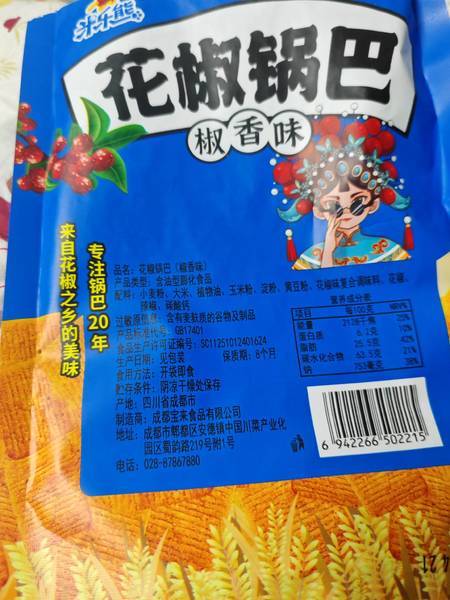 卡乐熊
花椒锅巴
椒香味
专注锅巴20年
来自花椒之乡的美味
品名：花椒锅巴（椒香味）
产品类型：含油型膨化食品
配料：小麦粉、大米、植物油、玉米粉、淀粉、黄豆粉、花椒味复合调味料、花椒、
辣椒、碳酸钙
过敏原信息：含有麸质的谷物及制品
产品标准代号：GB17401
食品生产许可证编号：SC11251012401624
生产日期：见包装 保质期：8个月
食用方法：开袋即食
贮存条件：阴凉干燥处保存
产地：四川省成都市
制造商：成都宝来食品有限公司
地址：成都市郫都区安德镇中国川菜产业化
园区蜀韵路219号附1号
电话：028-87867880
营养成分表
项目 每100克 NRV%
能量 2126千焦 25%
蛋白质 6.2克 10%
脂肪 25.5克 42%
碳水化合物 63.5克 21%
钠 753毫克 38%
6 942266 502215